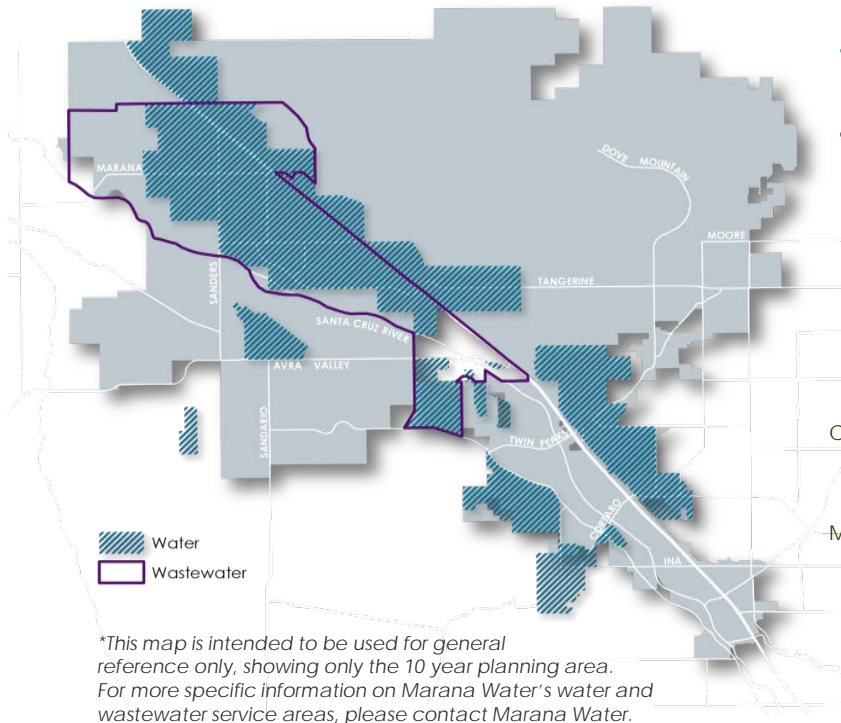 DOVE MOUNTAIN
MARANA
MOORE
SANDERS
TANGERINE
SANTA CRUZ RIVER
AVRA VALLEY
SANDARIO
TWIN PEAKS
C
CORTARO
M
INA
Water
Wastewater
*This map is intended to be used for general
reference only, showing only the 10 year planning area.
For more specific information on Marana Water's water and
wastewater service areas, please contact Marana Water.